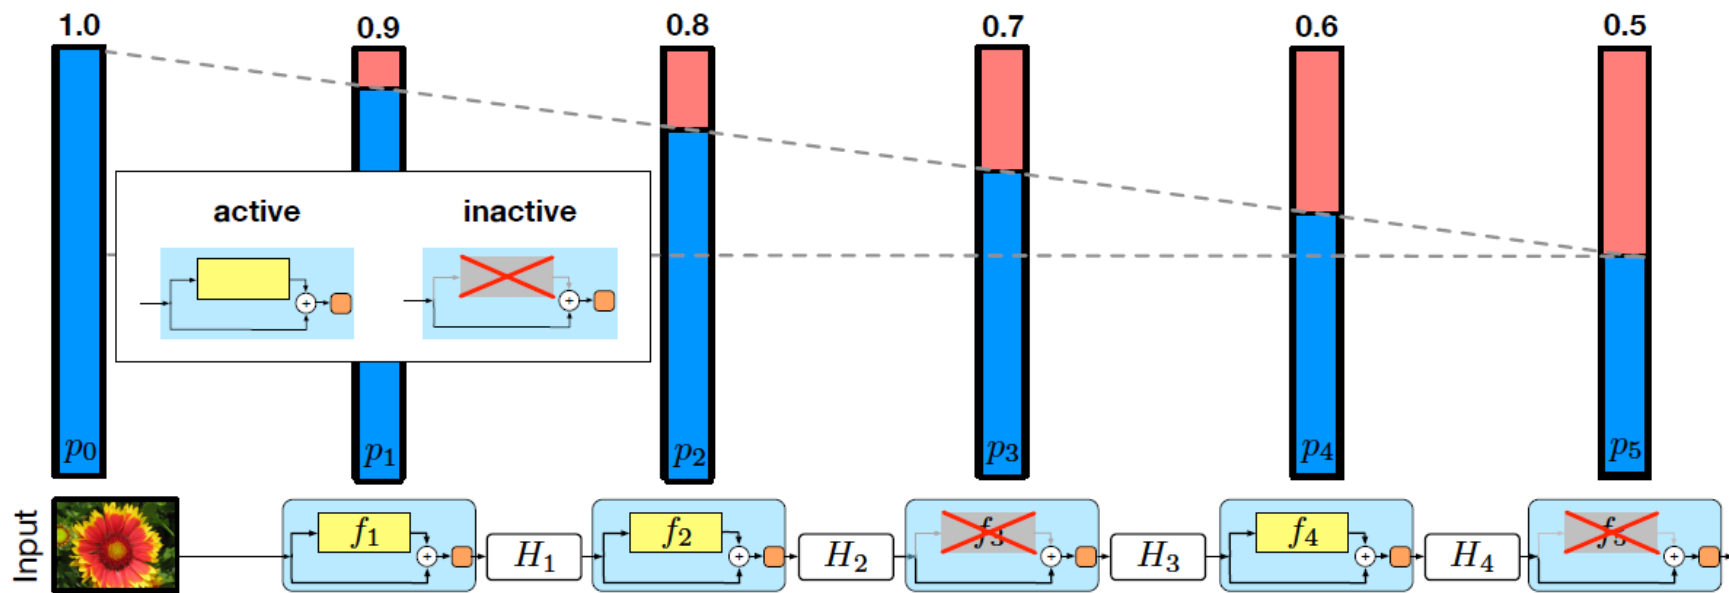 1.0 0.9 0.8 0.7 0.6 0.5
active inactive
+ +
p0 p1 p2 p3 p4 p5
Input f1 + H1 f2 + H2 f3 + H3 f4 + H4 f5 +